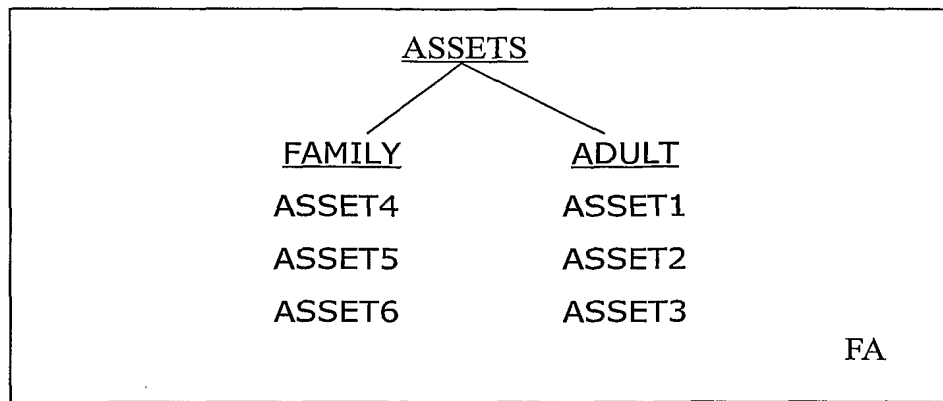 ASSETS
FAMILY ADULT
ASSET4 ASSET1
ASSET5 ASSET2
ASSET6 ASSET3
FA